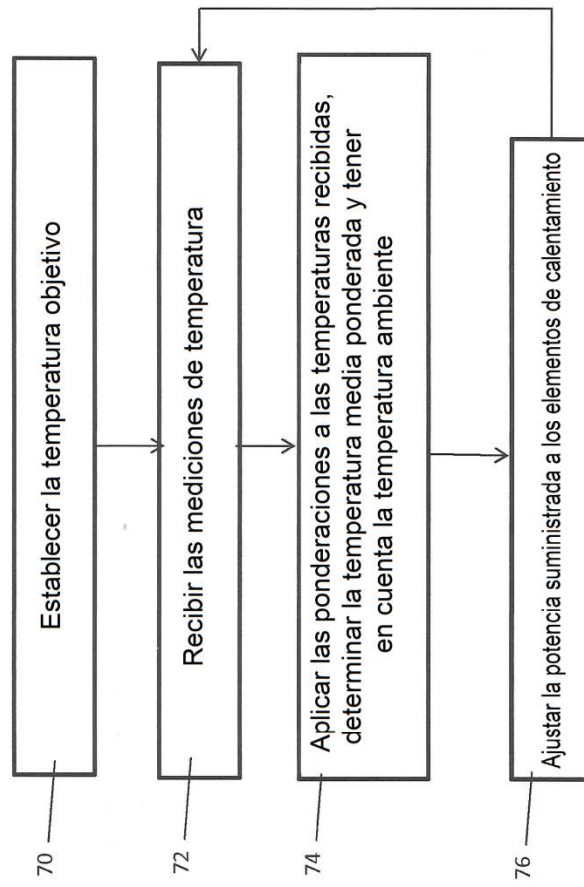 70
Establecer la temperatura objetivo
72
Recibir las mediciones de temperatura
74
Aplicar las ponderaciones a las temperaturas recibidas,
determinar la temperatura media ponderada y tener
en cuenta la temperatura ambiente
76
Ajustar la potencia suministrada a los elementos de calentamiento